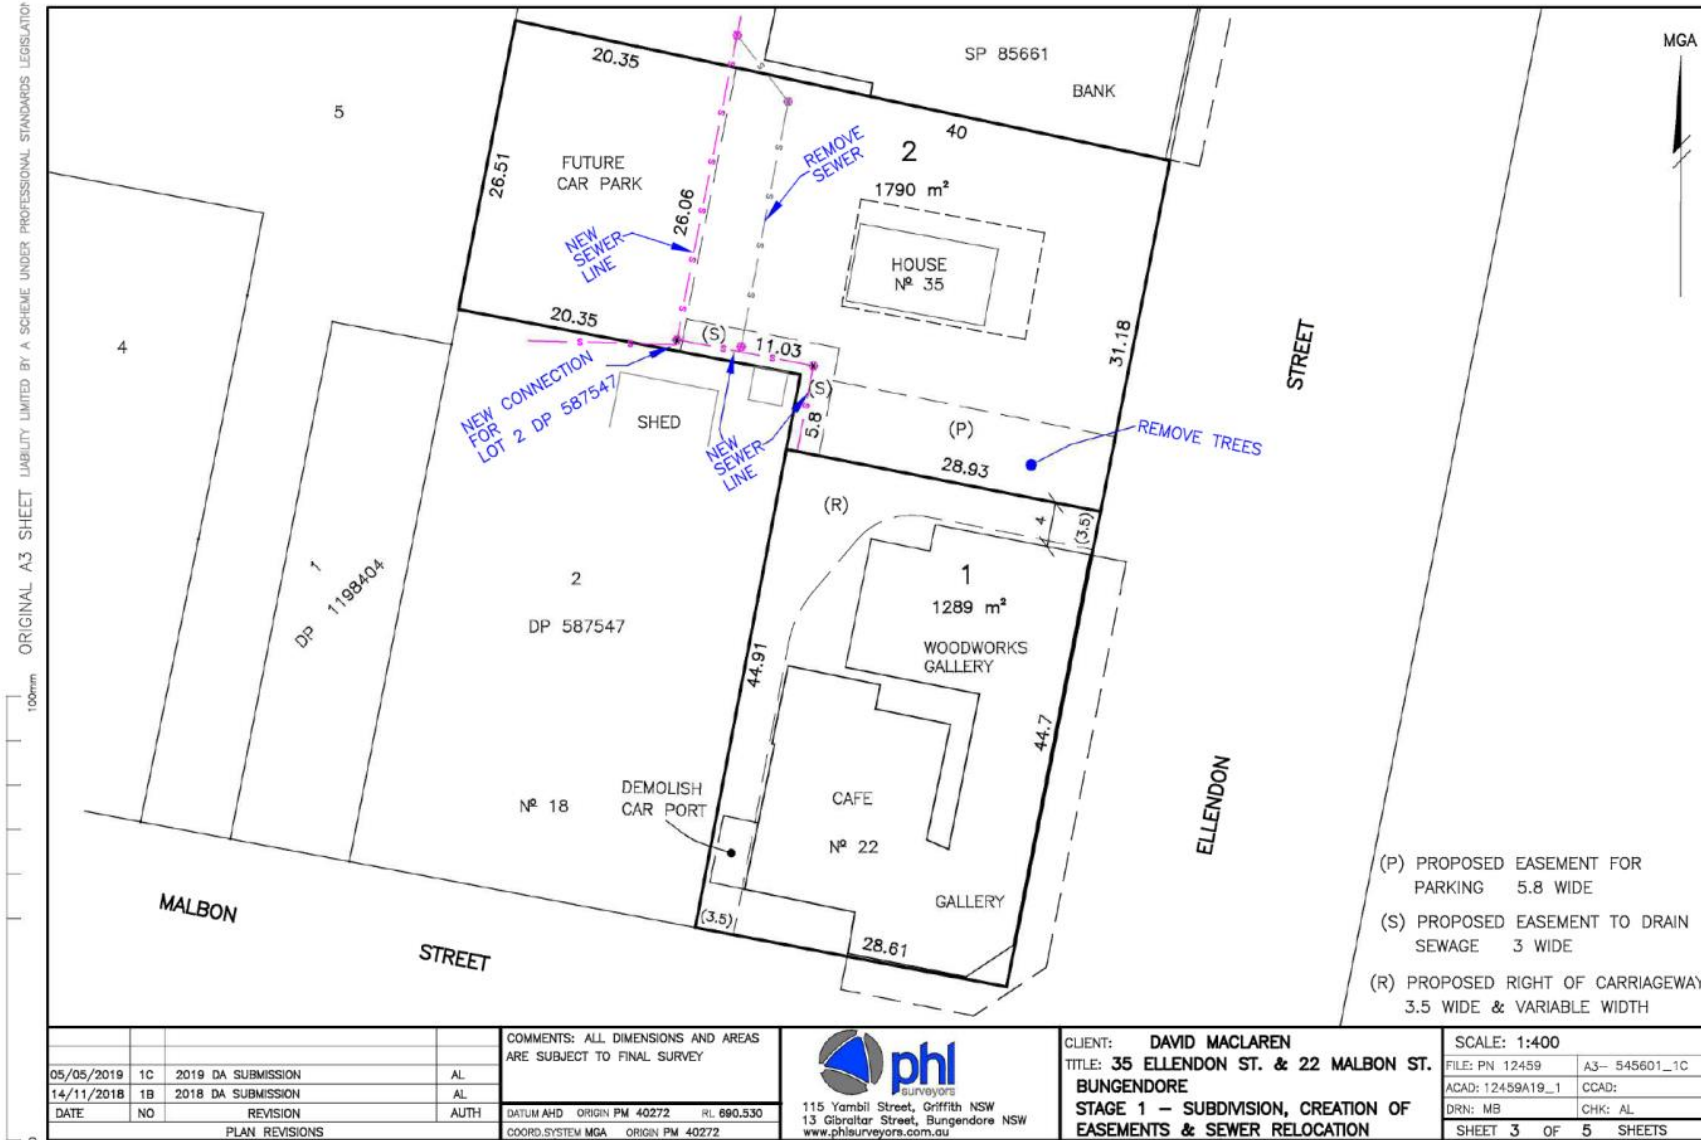 ORIGINAL A3 SHEET LIABILITY LIMITED BY A SCHEME UNDER PROFESSIONAL STANDARDS LEGISLATION
100mm
0
MGA
SP 85661
BANK
20.35
40
5
FUTURE
CAR PARK
26.51
26.06
REMOVE
SEWER
2
1790 m²
NEW
SEWER
LINE
HOUSE
Nº 35
31.18
STREET
4
20.35
(S)
11.03
(S)
NEW CONNECTION
FOR
LOT 2 DP 587547
SHED
5.8
NEW
SEWER
LINE
(P)
REMOVE TREES
28.93
(R)
4
(3.5)
1
DP 1198404
2
DP 587547
1
1289 m²
WOODWORKS
GALLERY
44.91
44.7
Nº 18
DEMOLISH
CAR PORT
CAFE
Nº 22
ELLENDON
GALLERY
(3.5)
28.61
MALBON
STREET
(P) PROPOSED EASEMENT FOR
PARKING 5.8 WIDE
(S) PROPOSED EASEMENT TO DRAIN
SEWAGE 3 WIDE
(R) PROPOSED RIGHT OF CARRIAGEWAY
3.5 WIDE & VARIABLE WIDTH
05/05/2019 1C 2019 DA SUBMISSION AL
14/11/2018 1B 2018 DA SUBMISSION AL
DATE NO REVISION AUTH
PLAN REVISIONS
COMMENTS: ALL DIMENSIONS AND AREAS
ARE SUBJECT TO FINAL SURVEY
DATUM AHD ORIGIN PM 40272 RL 690.530
COORD.SYSTEM MGA ORIGIN PM 40272
phl
surveyors
115 Yambil Street, Griffith NSW
13 Gibraltar Street, Bungendore NSW
www.phlsurveyors.com.au
CLIENT: DAVID MACLAREN
TITLE: 35 ELLENDON ST. & 22 MALBON ST.
BUNGENDORE
STAGE 1 – SUBDIVISION, CREATION OF
EASEMENTS & SEWER RELOCATION
SCALE: 1:400
FILE: PN 12459 A3– 545601_1C
ACAD: 12459A19_1 CCAD:
DRN: MB CHK: AL
SHEET 3 OF 5 SHEETS